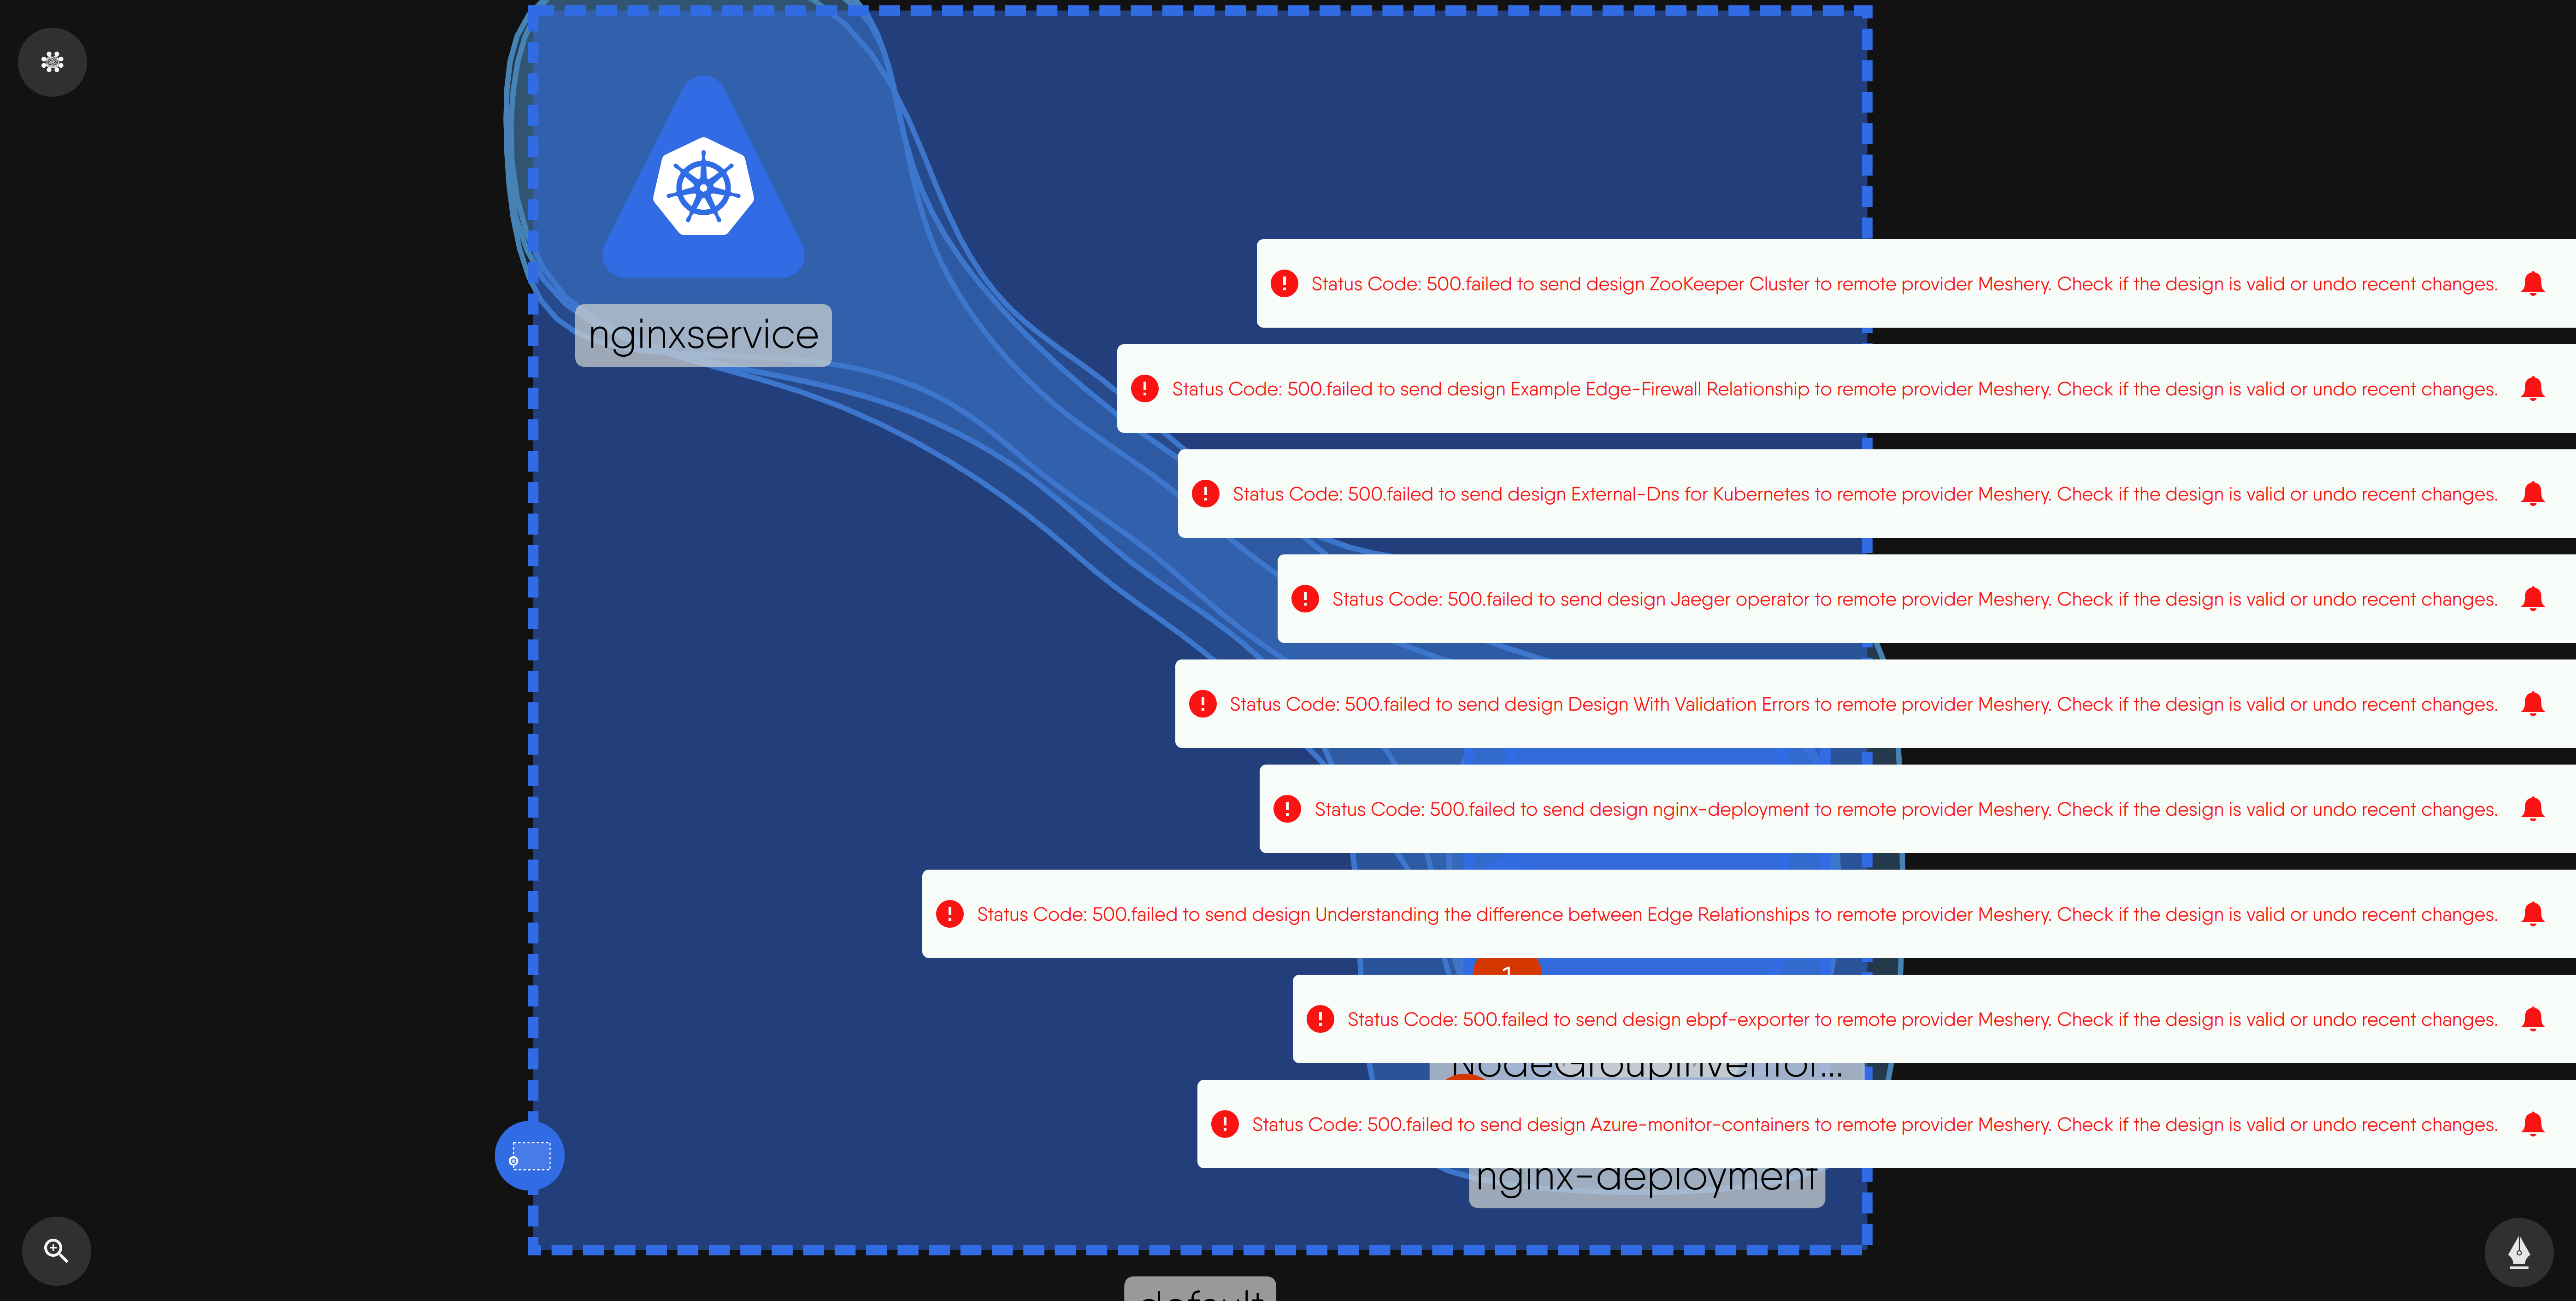 nginxservice
Status Code: 500.failed to send design ZooKeeper Cluster to remote provider Meshery. Check if the design is valid or undo recent changes.
Status Code: 500.failed to send design Example Edge-Firewall Relationship to remote provider Meshery. Check if the design is valid or undo recent changes.
Status Code: 500.failed to send design External-Dns for Kubernetes to remote provider Meshery. Check if the design is valid or undo recent changes.
Status Code: 500.failed to send design Jaeger operator to remote provider Meshery. Check if the design is valid or undo recent changes.
Status Code: 500.failed to send design Design With Validation Errors to remote provider Meshery. Check if the design is valid or undo recent changes.
Status Code: 500.failed to send design nginx-deployment to remote provider Meshery. Check if the design is valid or undo recent changes.
Status Code: 500.failed to send design Understanding the difference between Edge Relationships to remote provider Meshery. Check if the design is valid or undo recent changes.
1
Status Code: 500.failed to send design ebpf-exporter to remote provider Meshery. Check if the design is valid or undo recent changes.
NodeGroupInventor...
Status Code: 500.failed to send design Azure-monitor-containers to remote provider Meshery. Check if the design is valid or undo recent changes.
nginx-deployment
default